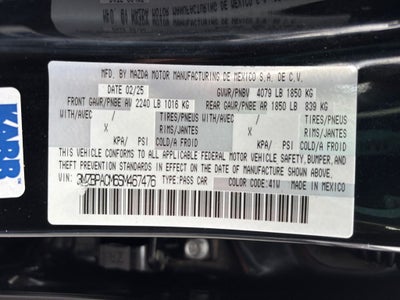 MFD. BY MAZDA MOTOR MANUFACTURING DE MEXICO S.A. DE C.V.
DATE 02/25 GVWR/PNBV 4079 LB 1850 KG
FRONT GAWR/PNBE AV 2240 LB 1016 KG REAR GAWR/PNBE AR 1850 LB 839 KG
WITH/AVEC / TIRES/PNEUS WITH/AVEC / TIRES/PNEUS
X RIMS/JANTES X RIMS/JANTES
KPA/ PSI COLD/A FROID KPA/ PSI COLD/A FROID
THIS VEHICLE CONFORMS TO ALL APPLICABLE FEDERAL MOTOR VEHICLE SAFETY, BUMPER, AND
THEFT PREVENTION STANDARDS IN EFFECT ON THE DATE OF MANUFACTURE SHOWN ABOVE.
VIN: 3MZBPACM6SM467476 TYPE:PASS CAR COLOR CODE:41W MADE IN MEXICO
KARR